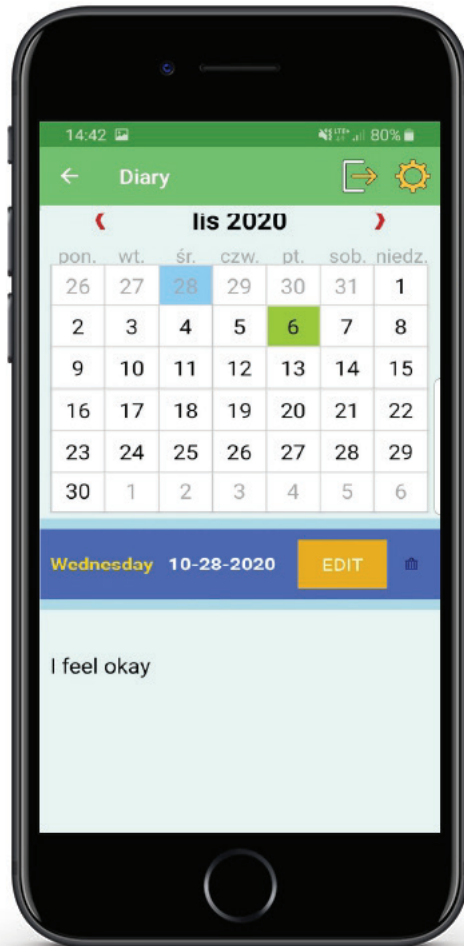 14:42 LTE+ 80%
Diary
lis 2020
pon. wt. śr. czw. pt. sob. niedz.
26 27 28 29 30 31 1
2 3 4 5 6 7 8
9 10 11 12 13 14 15
16 17 18 19 20 21 22
23 24 25 26 27 28 29
30 1 2 3 4 5 6
Wednesday 10-28-2020 EDIT
I feel okay